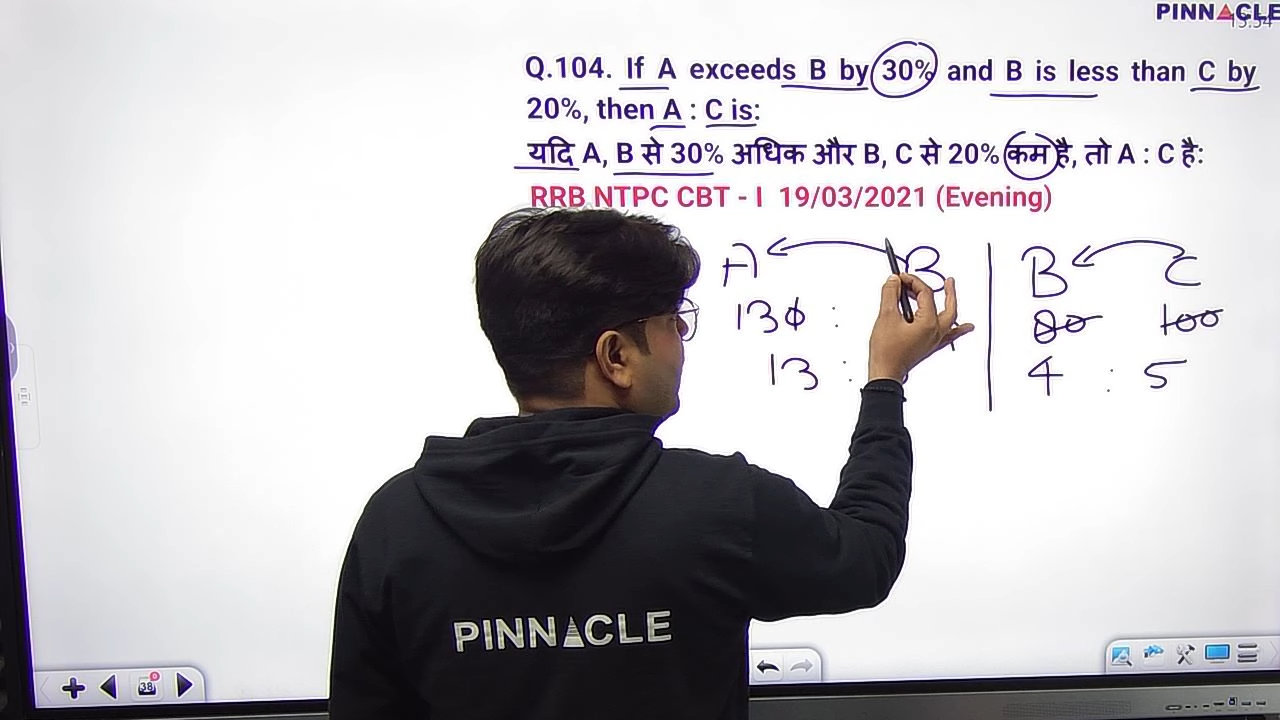 PINNACLE
Q.104. If A exceeds B by 30% and B is less than C by
20%, then A : C is:
यदि A, B से 30% अधिक और B, C से 20% कम है, तो A : C है:
RRB NTPC CBT - I 19/03/2021 (Evening)
A B B C
130 : 80 100
13 : 4 : 5
PINNACLE
38